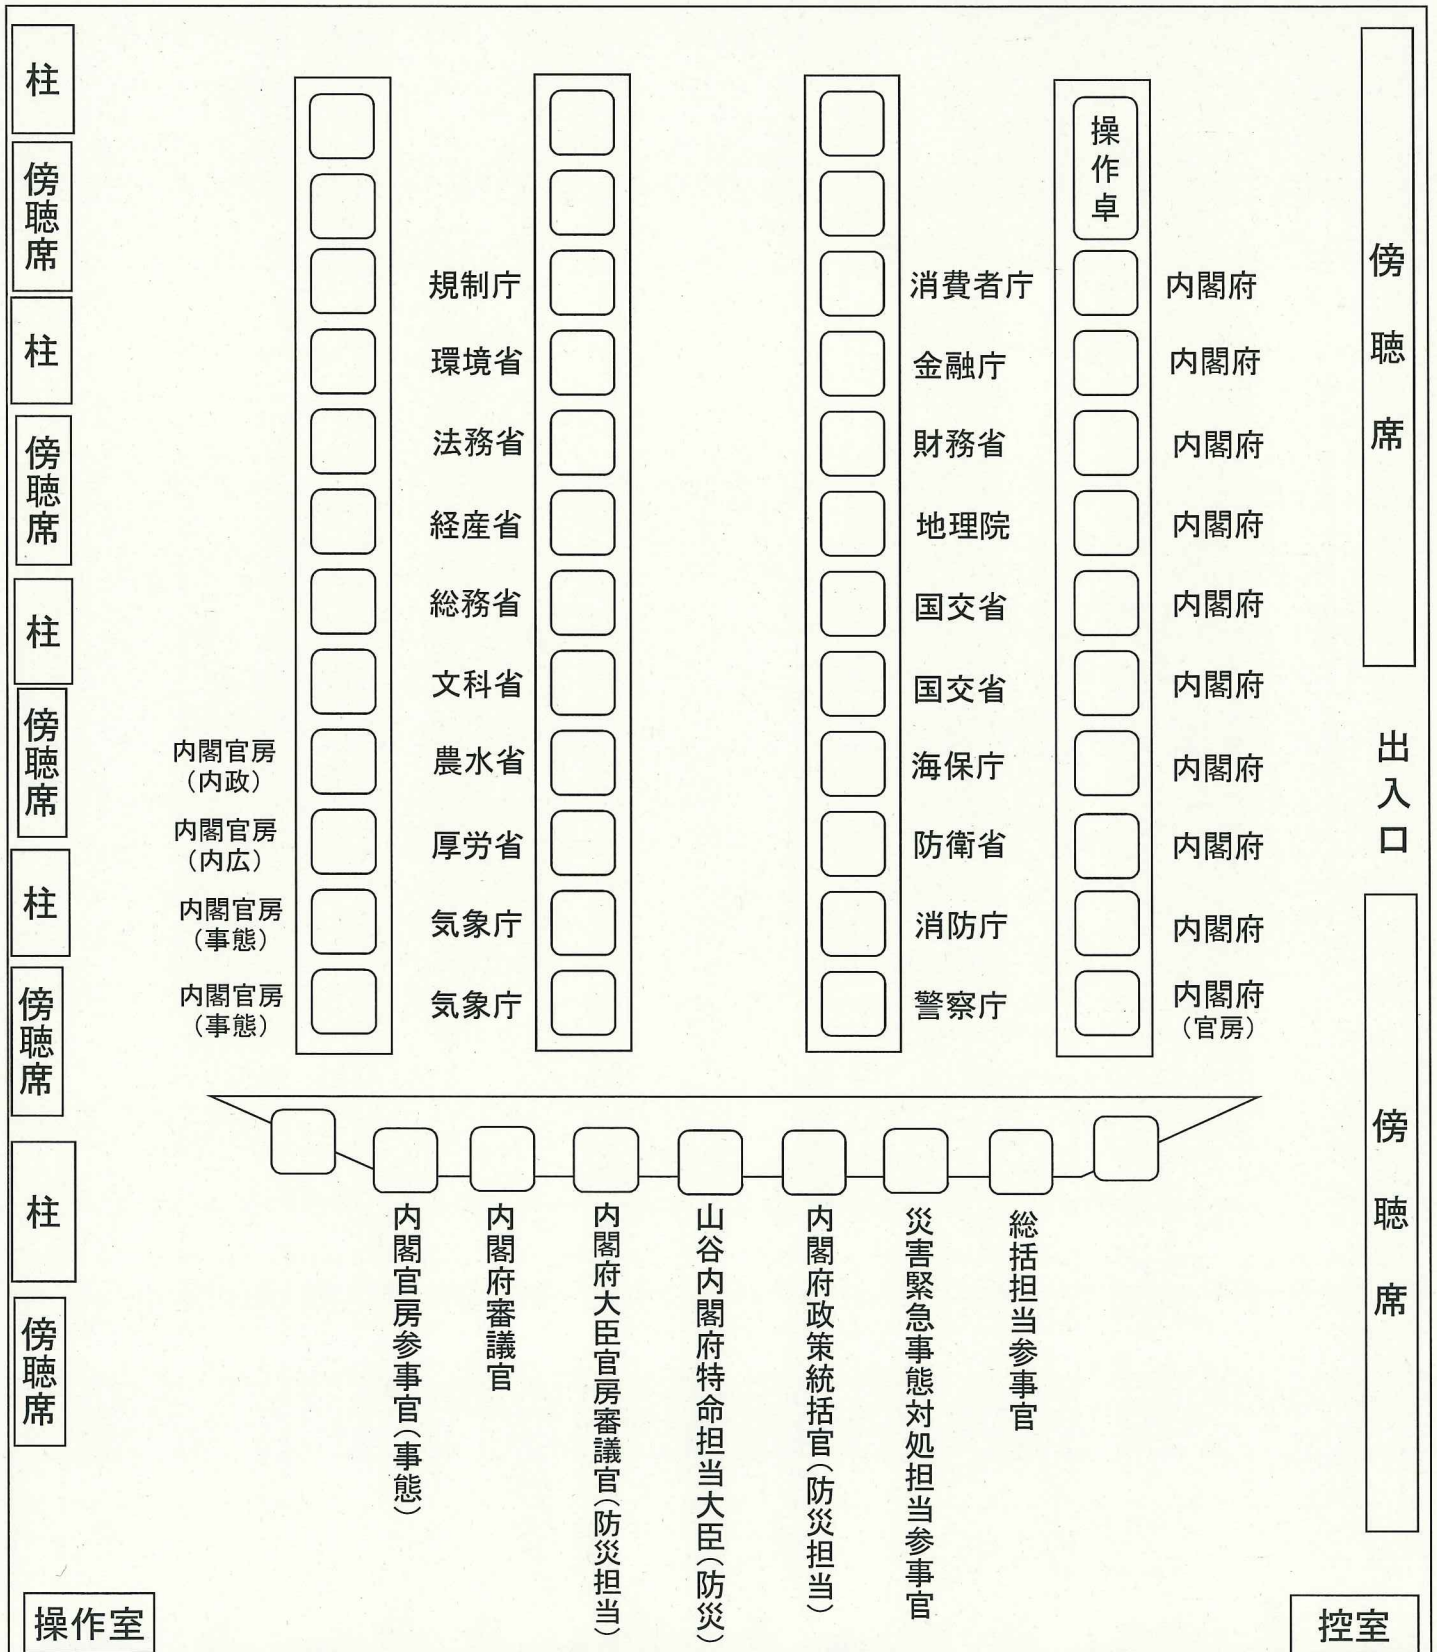 柱
傍聴席
柱
傍聴席
柱
傍聴席
柱
傍聴席
柱
傍聴席
操作室
内閣官房
（内政）
内閣官房
（内広）
内閣官房
（事態）
内閣官房
（事態）
規制庁
環境省
法務省
経産省
総務省
文科省
農水省
厚労省
気象庁
気象庁
消費者庁
金融庁
財務省
地理院
国交省
国交省
海保庁
防衛省
消防庁
警察庁
操作卓
内閣府
内閣府
内閣府
内閣府
内閣府
内閣府
内閣府
内閣府
内閣府
内閣府
（官房）
内閣官房参事官（事態）
内閣府審議官
内閣府大臣官房審議官（防災担当）
山谷内閣府特命担当大臣（防災）
内閣府政策統括官（防災担当）
災害緊急事態対処担当参事官
総括担当参事官
傍聴席
出入口
傍聴席
控室